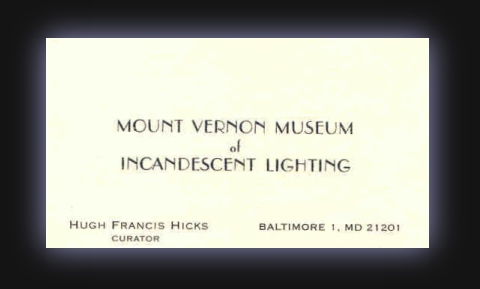 MOUNT VERNON MUSEUM
of
INCANDESCENT LIGHTING
HUGH FRANCIS HICKS
CURATOR
BALTIMORE 1, MD 21201